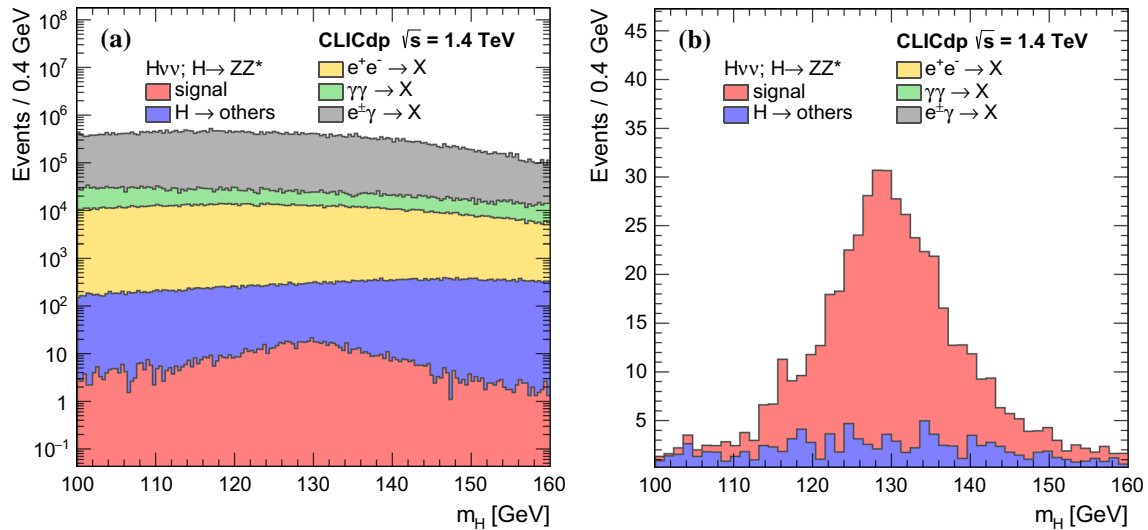 (a)
CLICdp √s = 1.4 TeV
Hνν; H→ ZZ*
signal
H → others
e⁺e⁻ → X
γγ → X
e±γ → X
Events / 0.4 GeV
10⁸
10⁷
10⁶
10⁵
10⁴
10³
10²
10
1
10⁻¹
100 110 120 130 140 150 160
m_H [GeV]
(b)
CLICdp √s = 1.4 TeV
Hνν; H→ ZZ*
signal
H → others
e⁺e⁻ → X
γγ → X
e±γ → X
Events / 0.4 GeV
45
40
35
30
25
20
15
10
5
100 110 120 130 140 150 160
m_H [GeV]